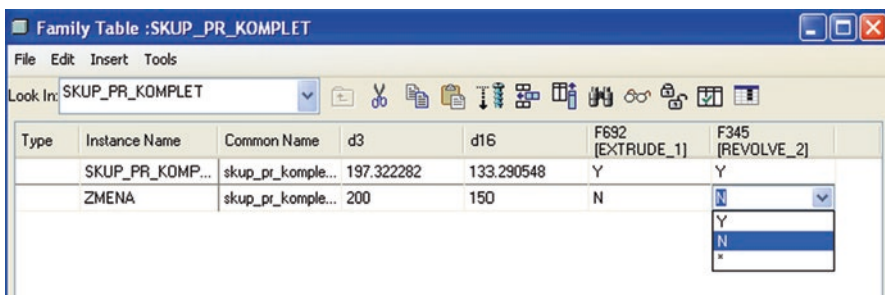 Family Table :SKUP_PR_KOMPLET
File Edit Insert Tools
Look In: SKUP_PR_KOMPLET
Type Instance Name Common Name d3 d16 F692 [EXTRUDE_1] F345 [REVOLVE_2]
SKUP_PR_KOMP... skup_pr_komple... 197.322282 133.290548 Y Y
ZMENA skup_pr_komple... 200 150 N N
Y
N
*